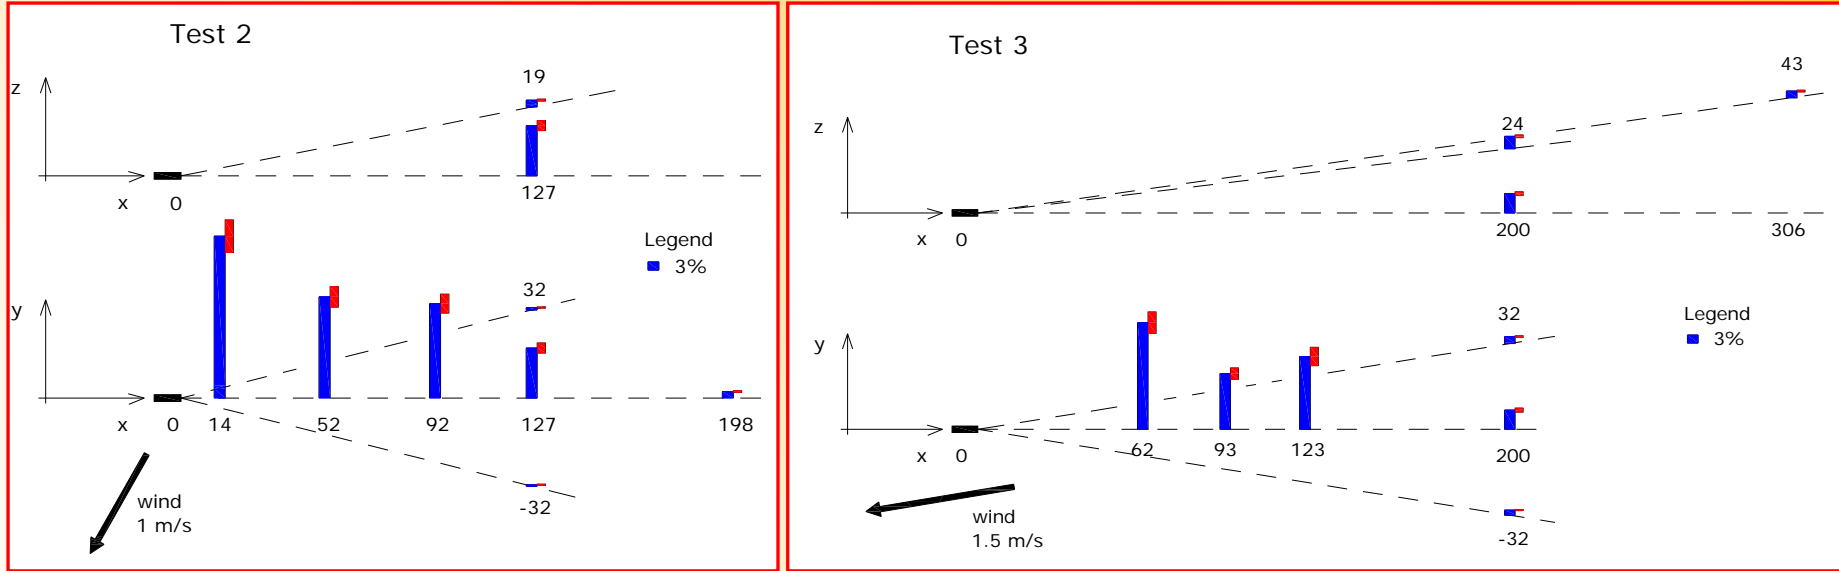 Test 2
z
19
127
x 0
Legend
3%
y
32
x 0 14 52 92 127 198
wind
1 m/s
-32
Test 3
43
z
24
200
306
x 0
Legend
3%
y
32
x 0 62 93 123 200
wind
1.5 m/s
-32